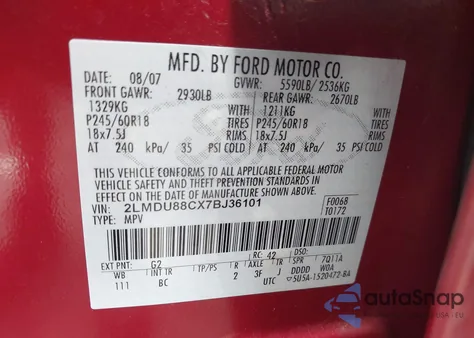 MFD. BY FORD MOTOR CO.
DATE: 08/07 GVWR: 5590LB/ 2536KG
FRONT GAWR: 2930LB REAR GAWR: 2670LB
1329KG WITH 1211KG WITH
P245/60R18 TIRES P245/60R18 TIRES
18x7.5J RIMS 18x7.5J RIMS
AT 240 kPa/ 35 PSI COLD AT 240 kPa/ 35 PSI COLD
THIS VEHICLE CONFORMS TO ALL APPLICABLE FEDERAL MOTOR
VEHICLE SAFETY AND THEFT PREVENTION STANDARDS IN
EFFECT ON THE DATE OF MANUFACTURE SHOWN ABOVE.
VIN: 2LMDU88CX7BJ36101 F0068
TYPE: MPV T0172
EXT PNT: G2 RC: 42 DSO:
WB BRK INT TR TP/PS R AXLE TR SPR 7Q11A
111 BC 2 3F J DDDD W0A
UTC 5U5A-1520472-BA
autoSnap